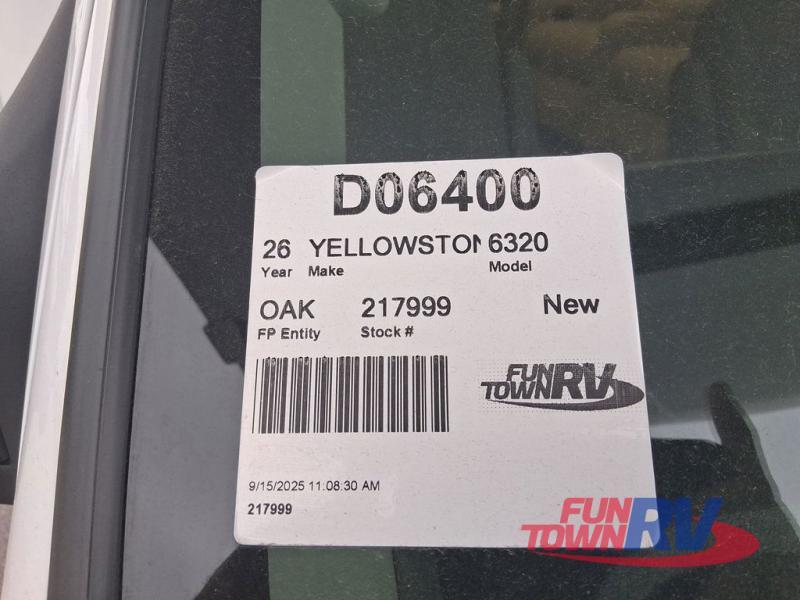 D06400
26 YELLOWSTON 6320
Year Make Model
OAK 217999 New
FP Entity Stock #
FUN TOWN RV
9/15/2025 11:08:30 AM
217999
FUN TOWN RV